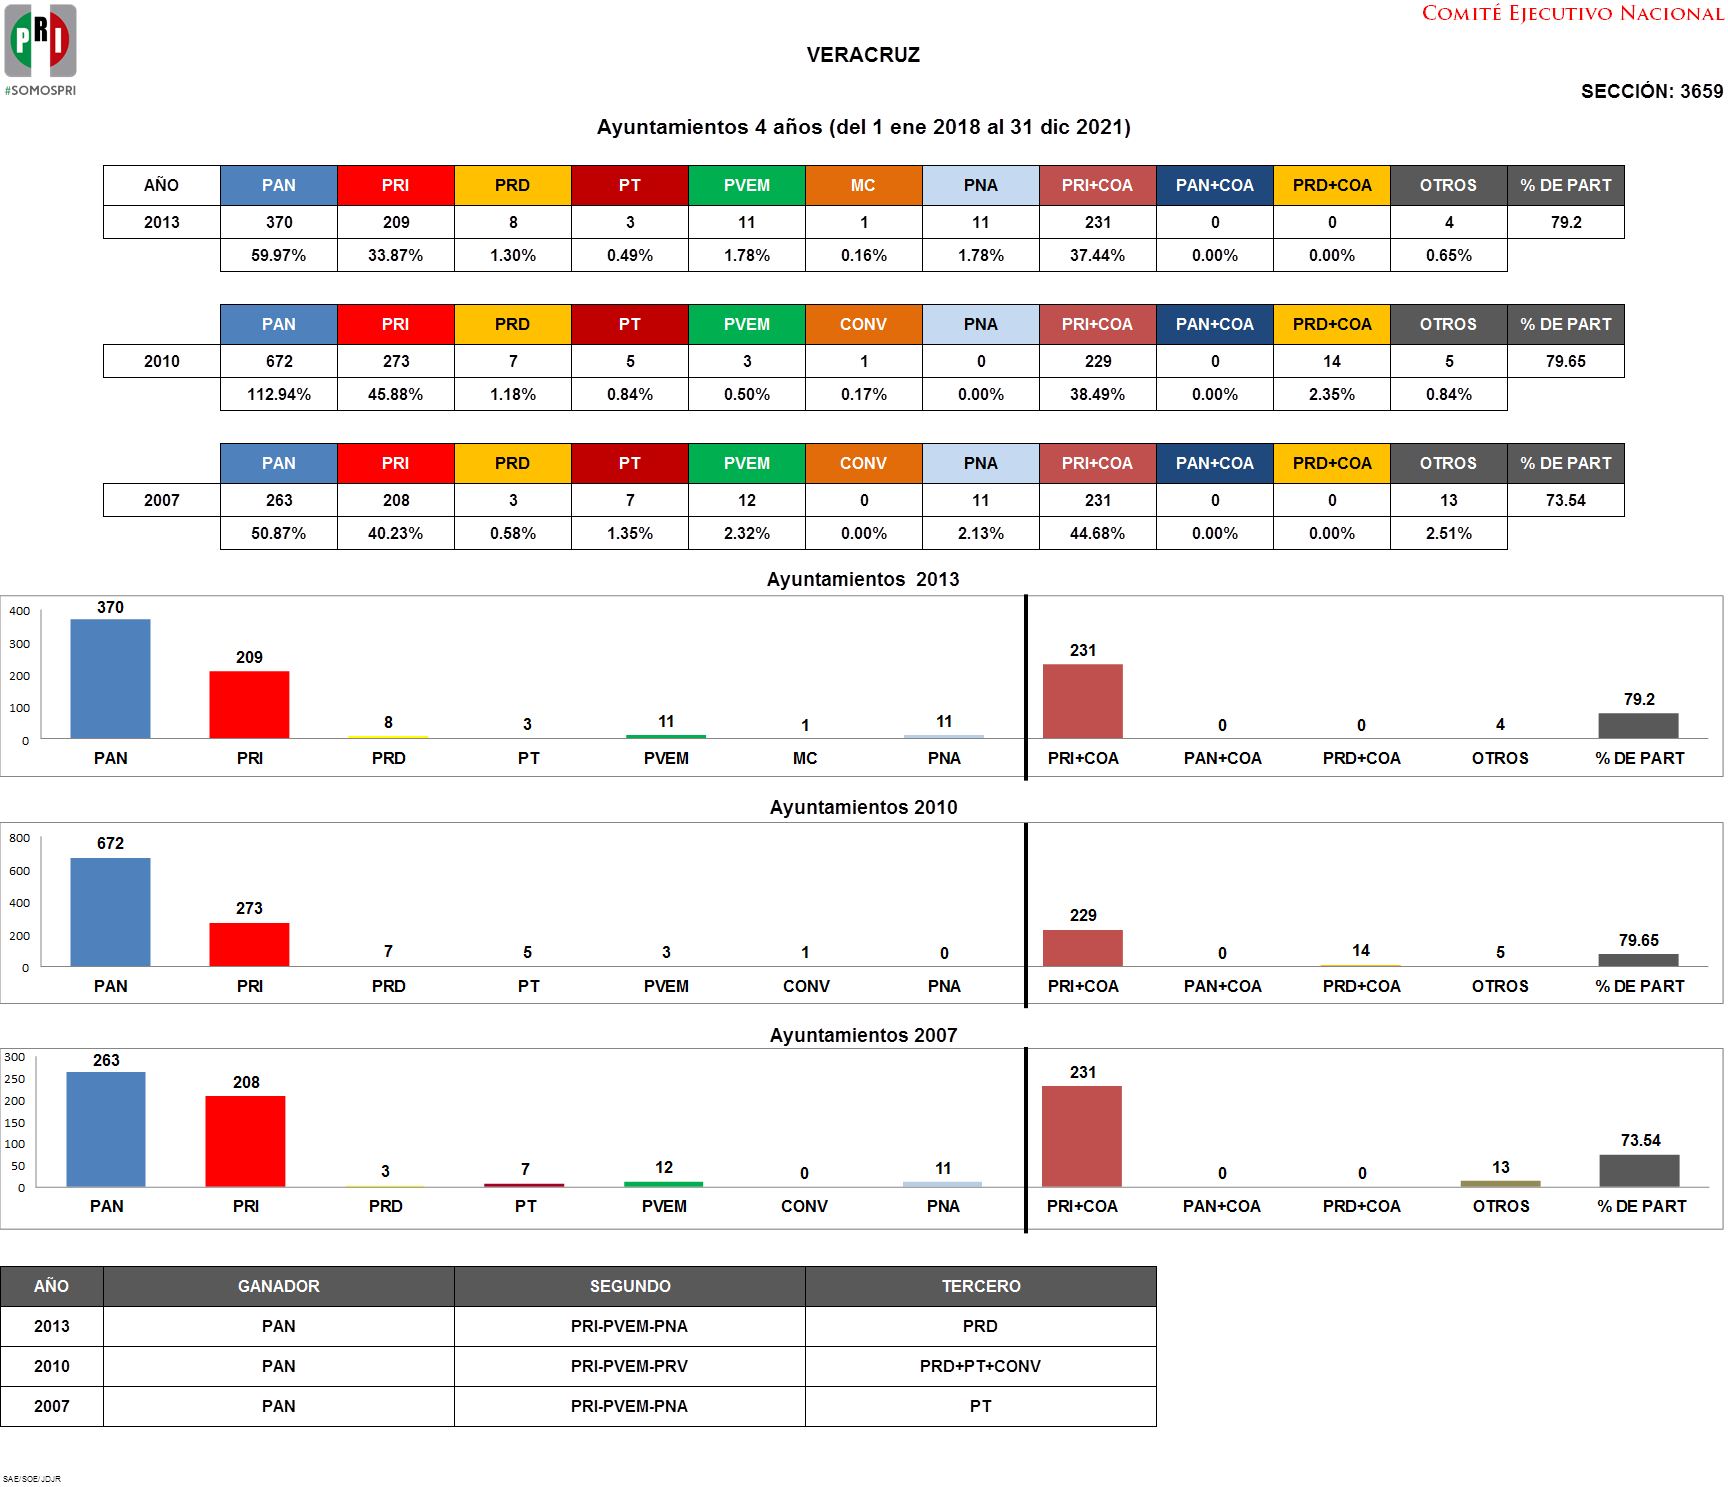 PRI
#SOMOSPRI
COMITÉ EJECUTIVO NACIONAL
VERACRUZ
SECCIÓN: 3659
Ayuntamientos 4 años (del 1 ene 2018 al 31 dic 2021)
AÑO PAN PRI PRD PT PVEM MC PNA PRI+COA PAN+COA PRD+COA OTROS % DE PART
2013 370 209 8 3 11 1 11 231 0 0 4 79.2
59.97% 33.87% 1.30% 0.49% 1.78% 0.16% 1.78% 37.44% 0.00% 0.00% 0.65%
PAN PRI PRD PT PVEM CONV PNA PRI+COA PAN+COA PRD+COA OTROS % DE PART
2010 672 273 7 5 3 1 0 229 0 14 5 79.65
112.94% 45.88% 1.18% 0.84% 0.50% 0.17% 0.00% 38.49% 0.00% 2.35% 0.84%
PAN PRI PRD PT PVEM CONV PNA PRI+COA PAN+COA PRD+COA OTROS % DE PART
2007 263 208 3 7 12 0 11 231 0 0 13 73.54
50.87% 40.23% 0.58% 1.35% 2.32% 0.00% 2.13% 44.68% 0.00% 0.00% 2.51%
Ayuntamientos 2013
400
300
200
100
0
370 209 8 3 11 1 11 231 0 0 4 79.2
PAN PRI PRD PT PVEM MC PNA PRI+COA PAN+COA PRD+COA OTROS % DE PART
Ayuntamientos 2010
800
600
400
200
0
672 273 7 5 3 1 0 229 0 14 5 79.65
PAN PRI PRD PT PVEM CONV PNA PRI+COA PAN+COA PRD+COA OTROS % DE PART
Ayuntamientos 2007
300
250
200
150
100
50
0
263 208 3 7 12 0 11 231 0 0 13 73.54
PAN PRI PRD PT PVEM CONV PNA PRI+COA PAN+COA PRD+COA OTROS % DE PART
AÑO GANADOR SEGUNDO TERCERO
2013 PAN PRI-PVEM-PNA PRD
2010 PAN PRI-PVEM-PRV PRD+PT+CONV
2007 PAN PRI-PVEM-PNA PT
SAE/SOE/JDJR